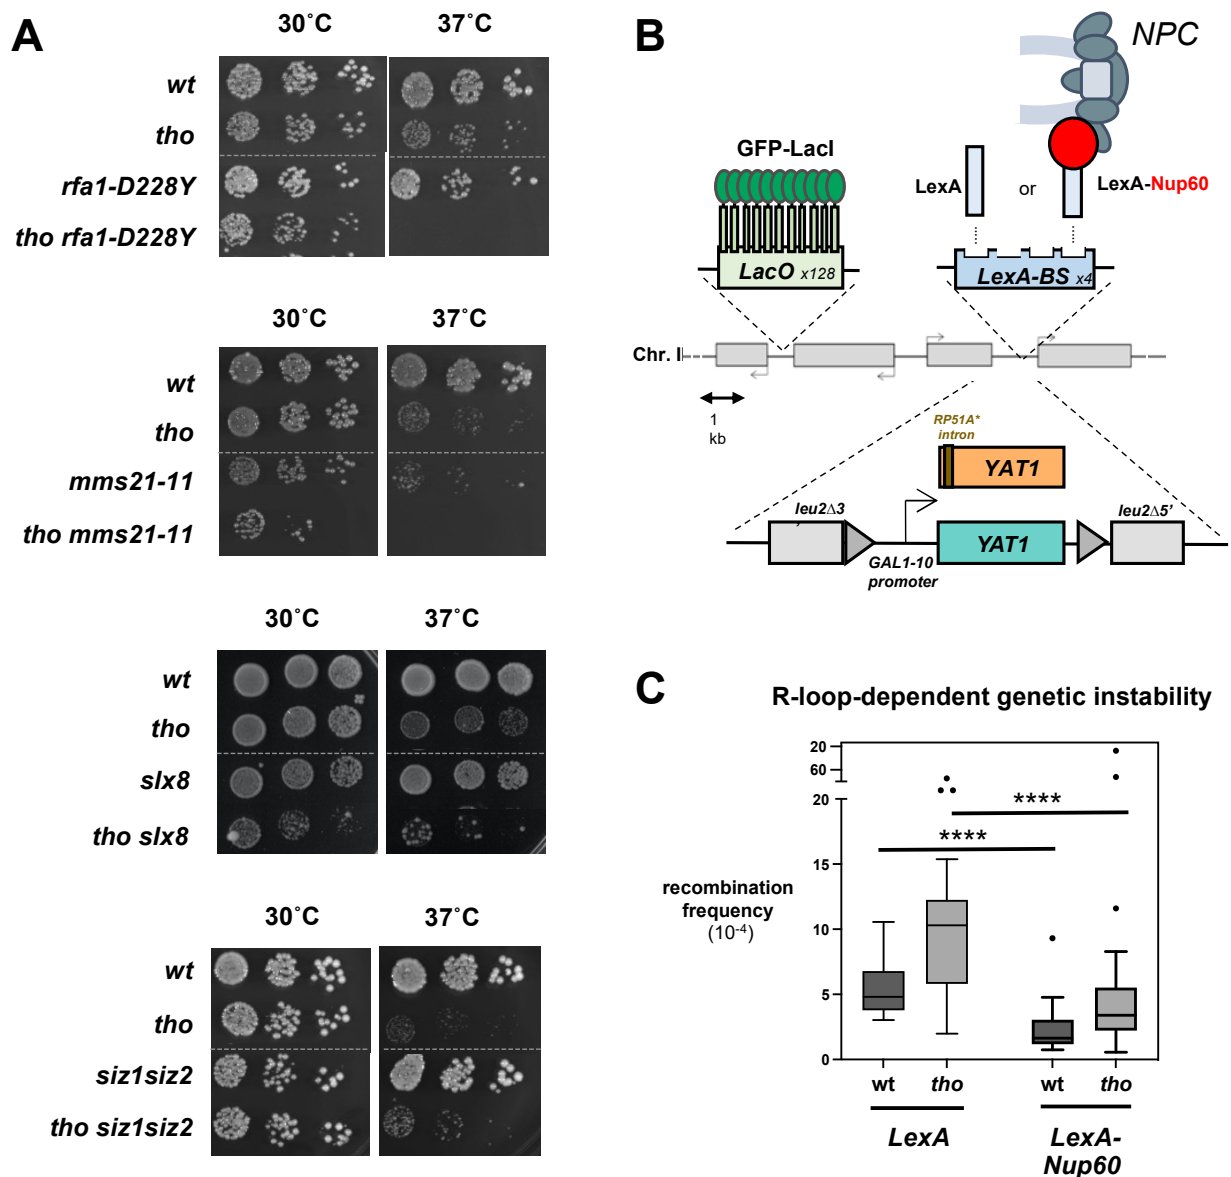 A
30˚C 37˚C
wt
tho
rfa1-D228Y
tho rfa1-D228Y
30˚C 37˚C
wt
tho
mms21-11
tho mms21-11
30˚C 37˚C
wt
tho
slx8
tho slx8
30˚C 37˚C
wt
tho
siz1siz2
tho siz1siz2
B
NPC
GFP-LacI
LexA or LexA-Nup60
LacO x128
LexA-BS x4
Chr. I
1
kb
RP51A*
intron
YAT1
leu2Δ3
'
leu2Δ5'
YAT1
GAL1-10
promoter
C
R-loop-dependent genetic instability
20
60
20
15
10
5
0
recombination
frequency
(10-4)
****
****
wt tho wt tho
LexA LexA-
Nup60